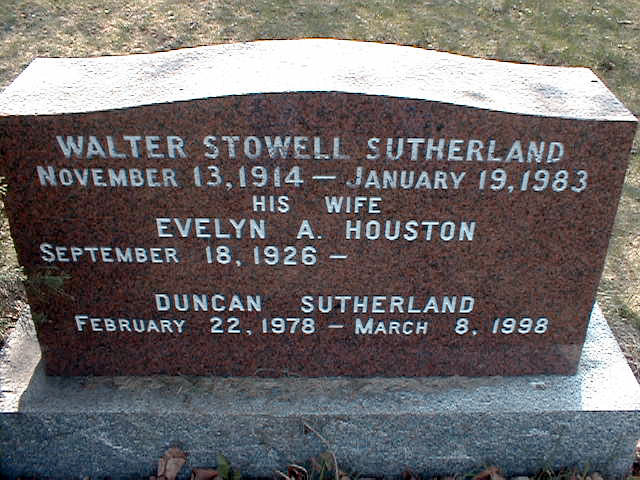 WALTER STOWELL SUTHERLAND
NOVEMBER 13, 1914 — JANUARY 19, 1983
HIS WIFE
EVELYN A. HOUSTON
SEPTEMBER 18, 1926 —
DUNCAN SUTHERLAND
FEBRUARY 22, 1978 — MARCH 8, 1998